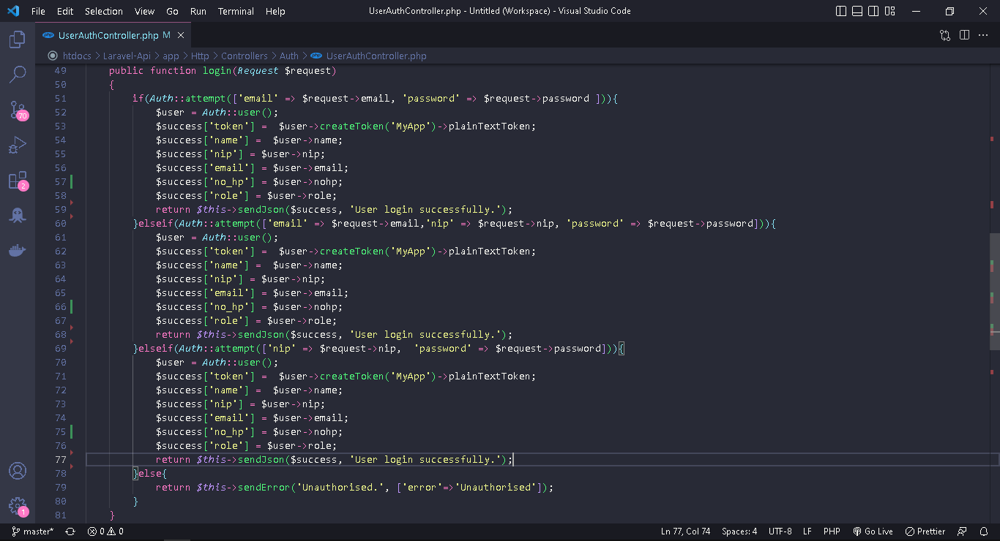 File Edit Selection View Go Run Terminal Help UserAuthController.php - Untitled (Workspace) - Visual Studio Code
php UserAuthController.php M
htdocs > Laravel-Api > app > Http > Controllers > Auth > php UserAuthController.php
49 public function login(Request $request)
50 {
51 if(Auth::attempt(['email' => $request->email, 'password' => $request->password ])){
52 $user = Auth::user();
53 $success['token'] =  $user->createToken('MyApp')->plainTextToken;
54 $success['name'] =  $user->name;
55 $success['nip'] = $user->nip;
56 $success['email'] = $user->email;
57 $success['no_hp'] = $user->nohp;
58 $success['role'] = $user->role;
59 return $this->sendJson($success, 'User login successfully.');
60 }elseif(Auth::attempt(['email' => $request->email,'nip' => $request->nip, 'password' => $request->password])){
61 $user = Auth::user();
62 $success['token'] =  $user->createToken('MyApp')->plainTextToken;
63 $success['name'] =  $user->name;
64 $success['nip'] = $user->nip;
65 $success['email'] = $user->email;
66 $success['no_hp'] = $user->nohp;
67 $success['role'] = $user->role;
68 return $this->sendJson($success, 'User login successfully.');
69 }elseif(Auth::attempt(['nip' => $request->nip,  'password' => $request->password])){
70 $user = Auth::user();
71 $success['token'] =  $user->createToken('MyApp')->plainTextToken;
72 $success['name'] =  $user->name;
73 $success['nip'] = $user->nip;
74 $success['email'] = $user->email;
75 $success['no_hp'] = $user->nohp;
76 $success['role'] = $user->role;
77 return $this->sendJson($success, 'User login successfully.');
78 }else{
79 return $this->sendError('Unauthorised.', ['error'=>'Unauthorised']);
80 }
81 }
70
2
1
master* 0 0 Ln 77, Col 74 Spaces: 4 UTF-8 LF PHP Go Live Prettier